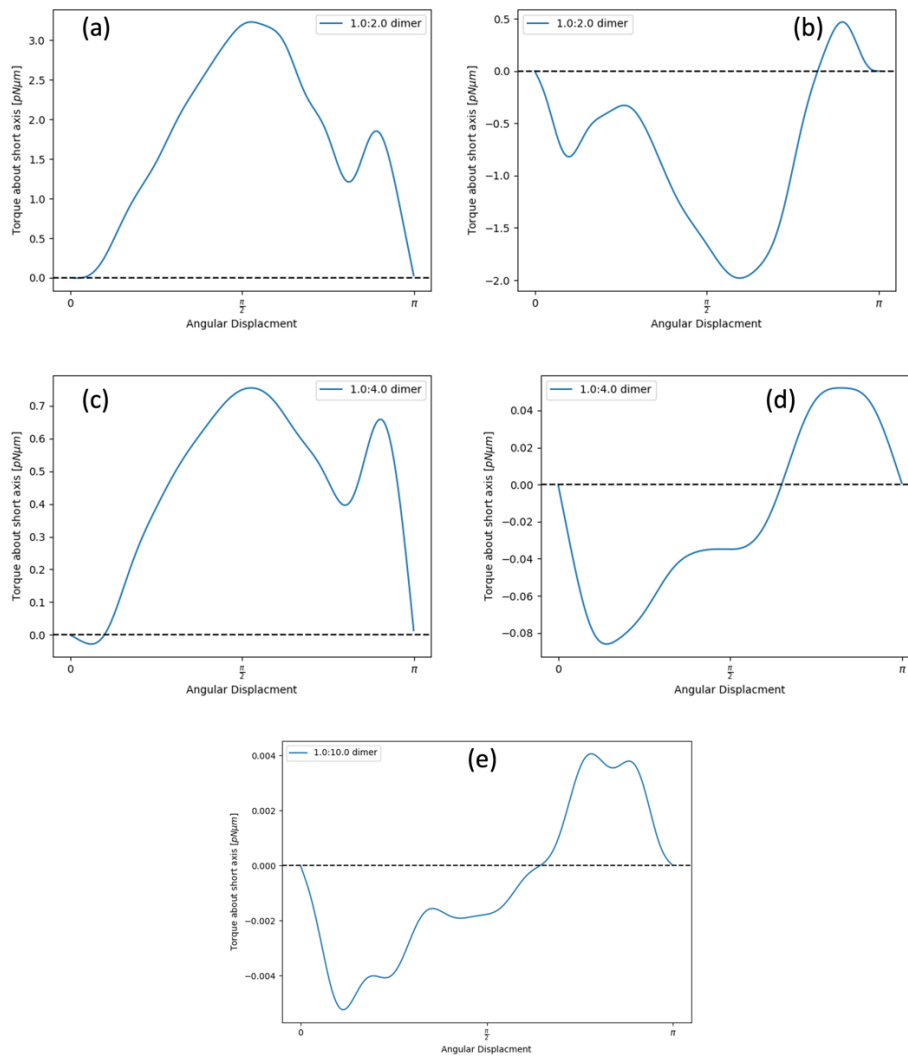 (a)
1.0:2.0 dimer
Torque about short axis [pNμm]
3.0
2.5
2.0
1.5
1.0
0.5
0.0
0
π/2
π
Angular Displacment
(b)
1.0:2.0 dimer
Torque about short axis [pNμm]
0.5
0.0
−0.5
−1.0
−1.5
−2.0
0
π/2
π
Angular Displacment
(c)
1.0:4.0 dimer
Torque about short axis [pNμm]
0.7
0.6
0.5
0.4
0.3
0.2
0.1
0.0
0
π/2
π
Angular Displacment
(d)
1.0:4.0 dimer
Torque about short axis [pNμm]
0.04
0.02
0.00
−0.02
−0.04
−0.06
−0.08
0
π/2
π
Angular Displacment
(e)
1.0:10.0 dimer
Torque about short axis [pNμm]
0.004
0.002
0.000
−0.002
−0.004
0
π/2
π
Angular Displacment